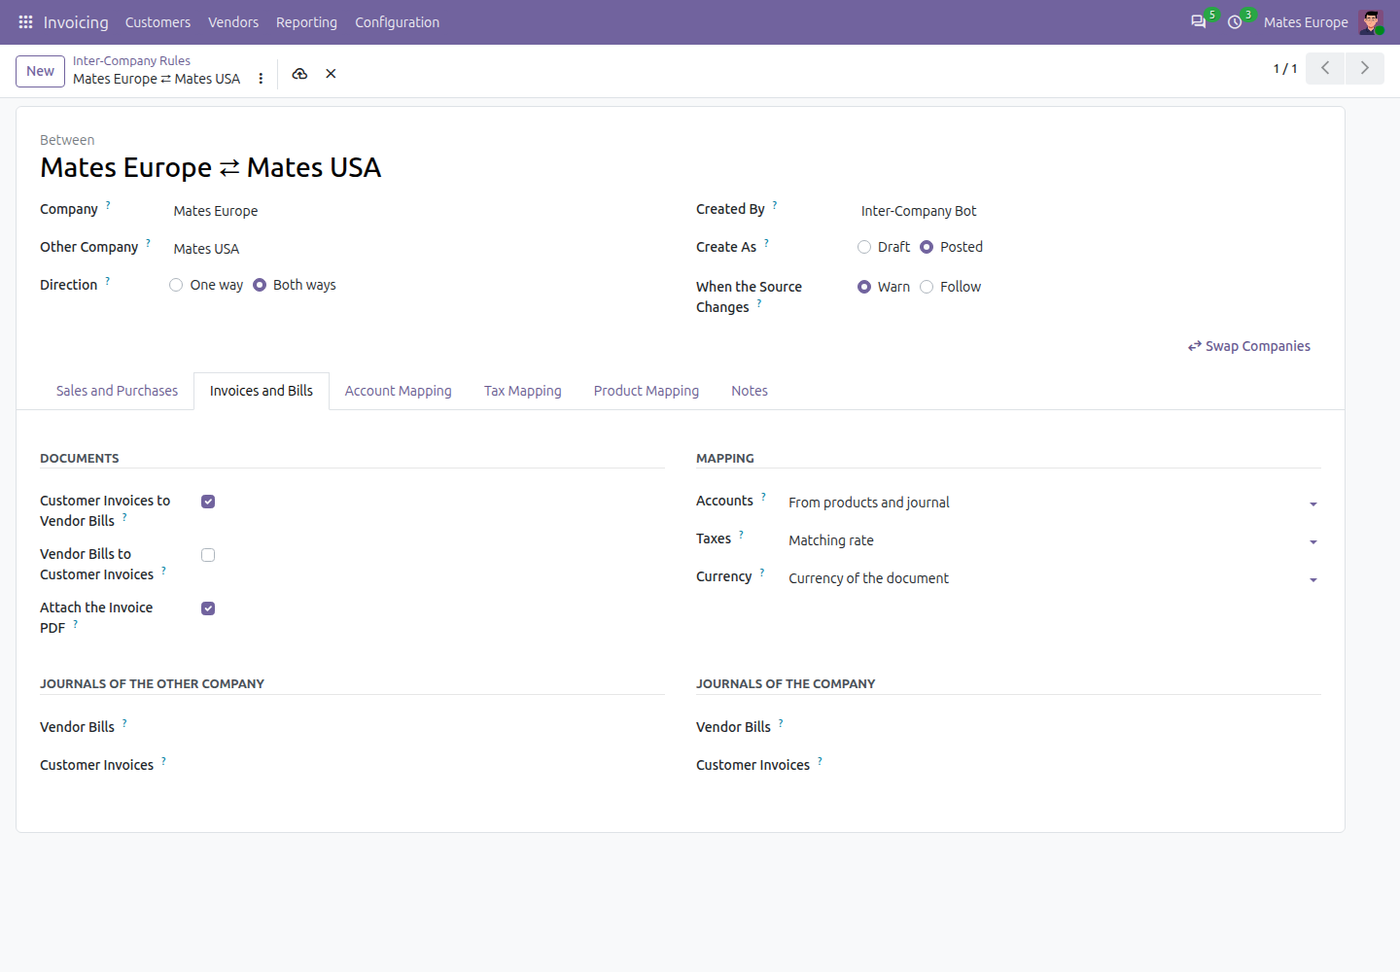 Invoicing Customers Vendors Reporting Configuration 5 3 Mates Europe
New
Inter-Company Rules
Mates Europe ⇄ Mates USA
1 / 1
Between
Mates Europe ⇄ Mates USA
Company ? Mates Europe
Other Company ? Mates USA
Direction ? One way Both ways
Created By ? Inter-Company Bot
Create As ? Draft Posted
When the Source
Changes ? Warn Follow
Swap Companies
Sales and Purchases Invoices and Bills Account Mapping Tax Mapping Product Mapping Notes
DOCUMENTS
Customer Invoices to
Vendor Bills ?
Vendor Bills to
Customer Invoices ?
Attach the Invoice
PDF ?
MAPPING
Accounts ? From products and journal
Taxes ? Matching rate
Currency ? Currency of the document
JOURNALS OF THE OTHER COMPANY
Vendor Bills ?
Customer Invoices ?
JOURNALS OF THE COMPANY
Vendor Bills ?
Customer Invoices ?